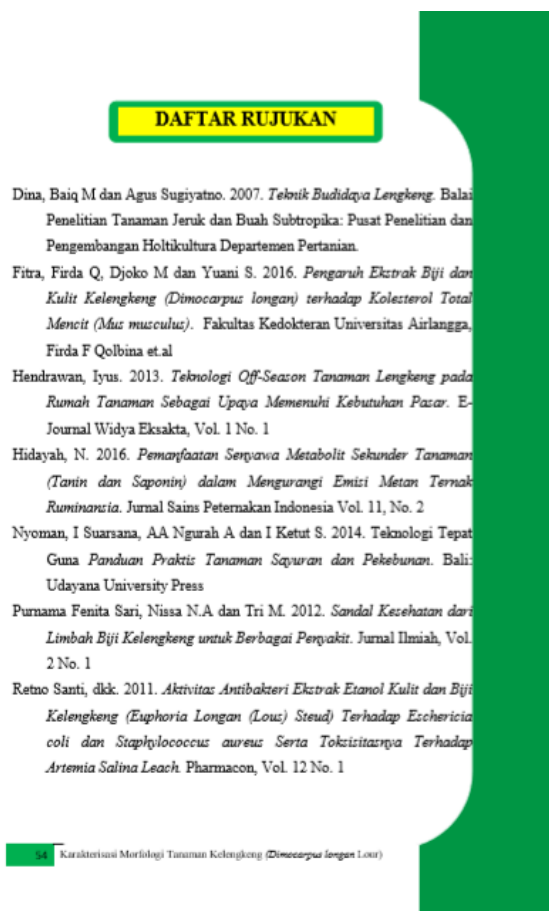 DAFTAR RUJUKAN
Dina, Baiq M dan Agus Sugiyatno. 2007. Teknik Budidaya Lengkeng. Balai
Penelitian Tanaman Jeruk dan Buah Subtropika: Pusat Penelitian dan
Pengembangan Holtikultura Departemen Pertanian.
Fitra, Firda Q, Djoko M dan Yuani S. 2016. Pengaruh Ekstrak Biji dan
Kulit Kelengkeng (Dimocarpus longan) terhadap Kolesterol Total
Mencit (Mus musculus). Fakultas Kedokteran Universitas Airlangga,
Firda F Qolbina et.al
Hendrawan, Iyus. 2013. Teknologi Off-Season Tanaman Lengkeng pada
Rumah Tanaman Sebagai Upaya Memenuhi Kebutuhan Pasar. E-
Journal Widya Eksakta, Vol. 1 No. 1
Hidayah, N. 2016. Pemanfaatan Senyawa Metabolit Sekunder Tanaman
(Tanin dan Saponin) dalam Mengurangi Emisi Metan Ternak
Ruminansia. Jurnal Sains Peternakan Indonesia Vol. 11, No. 2
Nyoman, I Suarsana, AA Ngurah A dan I Ketut S. 2014. Teknologi Tepat
Guna Panduan Praktis Tanaman Sayuran dan Pekebunan. Bali:
Udayana University Press
Purnama Fenita Sari, Nissa N.A dan Tri M. 2012. Sandal Kesehatan dari
Limbah Biji Kelengkeng untuk Berbagai Penyakit. Jurnal Ilmiah, Vol.
2 No. 1
Retno Santi, dkk. 2011. Aktivitas Antibakteri Ekstrak Etanol Kulit dan Biji
Kelengkeng (Euphoria Longan (Lous) Steud) Terhadap Eschericia
coli dan Staphylococcus aureus Serta Toksisitasnya Terhadap
Artemia Salina Leach. Pharmacon, Vol. 12 No. 1
54 Karakterisasi Morfologi Tanaman Kelengkeng (Dimocarpus longan Lour)